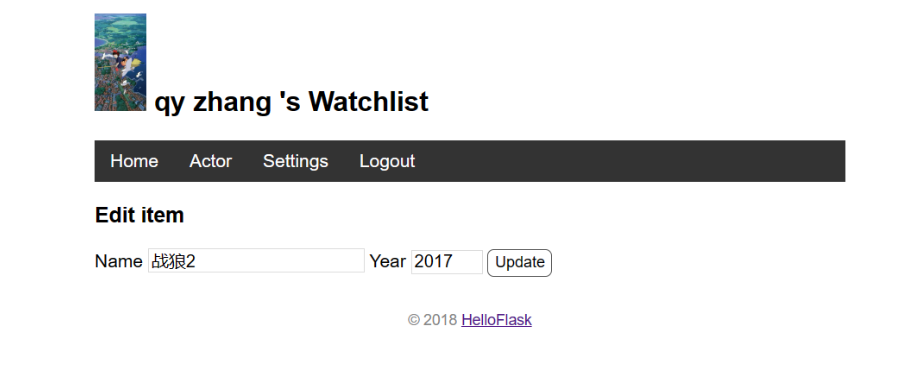 qy zhang 's Watchlist
Home Actor Settings Logout
Edit item
Name 战狼2 Year 2017 Update
© 2018 HelloFlask